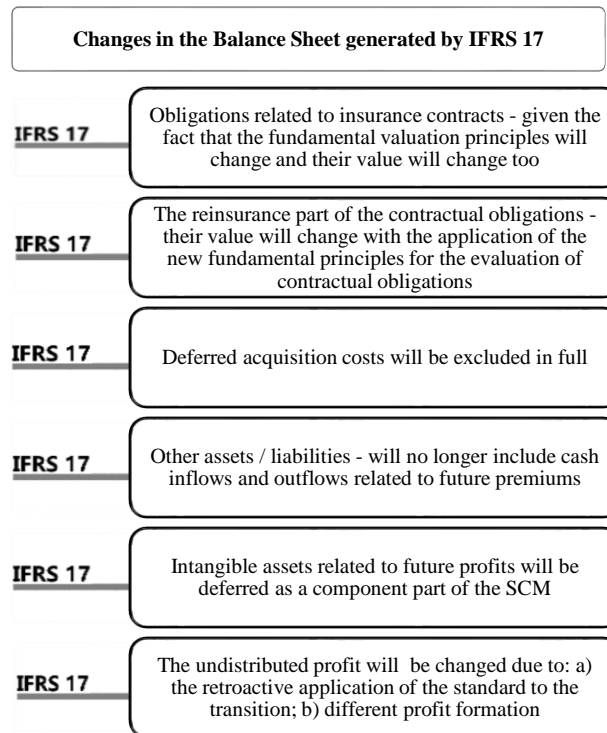 Changes in the Balance Sheet generated by IFRS 17
IFRS 17
Obligations related to insurance contracts - given the
fact that the fundamental valuation principles will
change and their value will change too
IFRS 17
The reinsurance part of the contractual obligations -
their value will change with the application of the
new fundamental principles for the evaluation of
contractual obligations
IFRS 17
Deferred acquisition costs will be excluded in full
IFRS 17
Other assets / liabilities - will no longer include cash
inflows and outflows related to future premiums
IFRS 17
Intangible assets related to future profits will be
deferred as a component part of the SCM
IFRS 17
The undistributed profit will be changed due to: a)
the retroactive application of the standard to the
transition; b) different profit formation